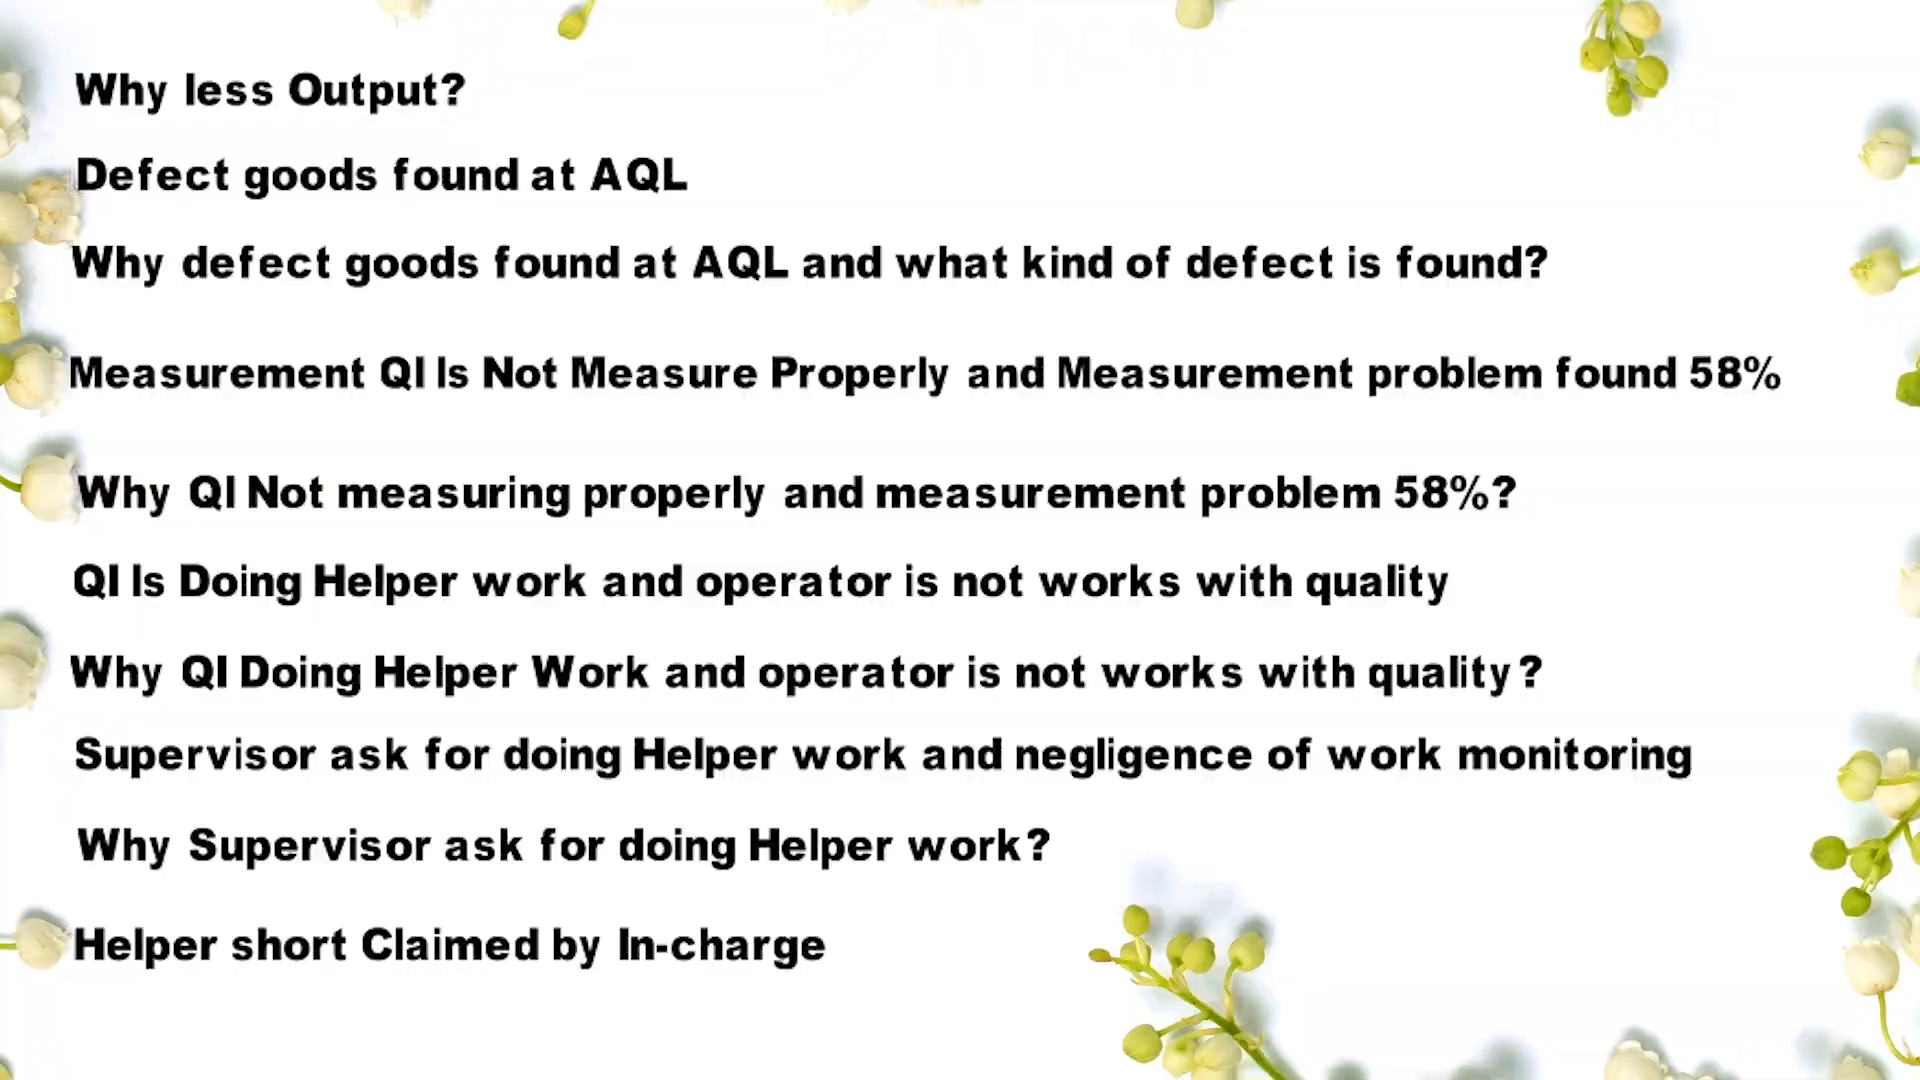 Why less Output?
Defect goods found at AQL
Why defect goods found at AQL and what kind of defect is found?
Measurement QI Is Not Measure Properly and Measurement problem found 58%
Why QI Not measuring properly and measurement problem 58%?
QI Is Doing Helper work and operator is not works with quality
Why QI Doing Helper Work and operator is not works with quality?
Supervisor ask for doing Helper work and negligence of work monitoring
Why Supervisor ask for doing Helper work?
Helper short Claimed by In-charge